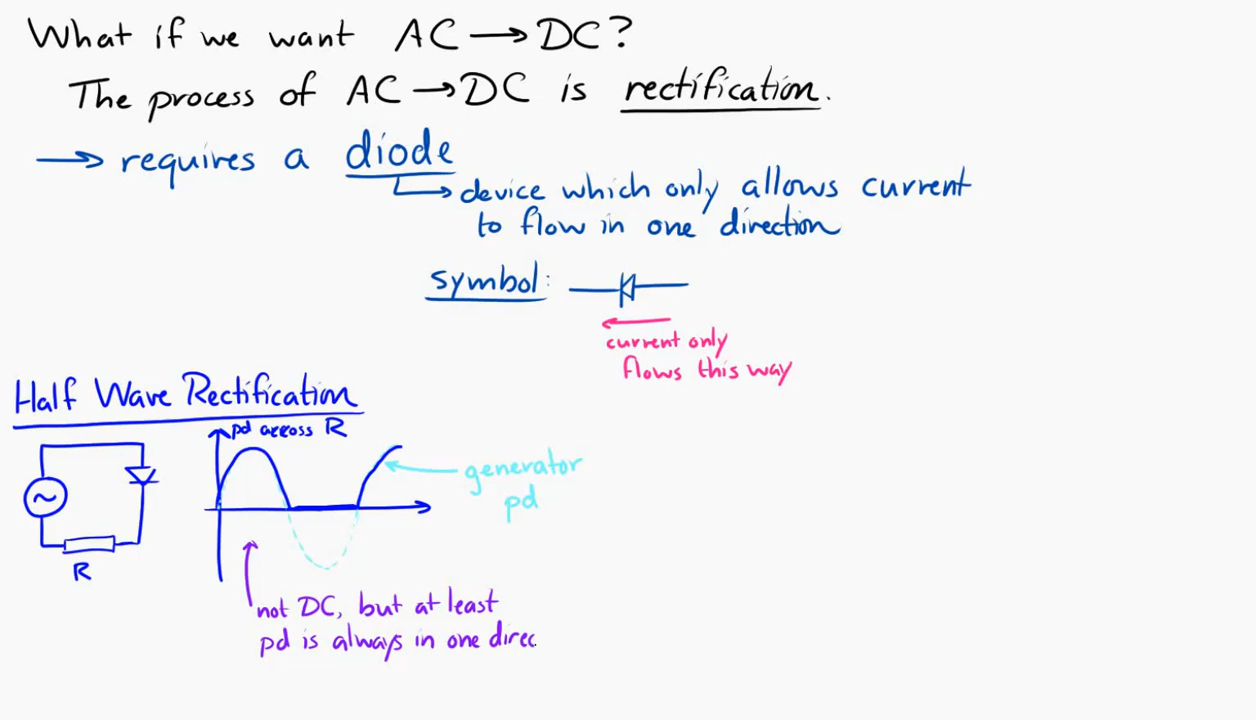 What if we want AC → DC?
The process of AC → DC is rectification.
→ requires a diode
→ device which only allows current
to flow in one direction
symbol:
current only
flows this way
Half Wave Rectification
pd across R
generator
pd
R
not DC, but at least
pd is always in one direc